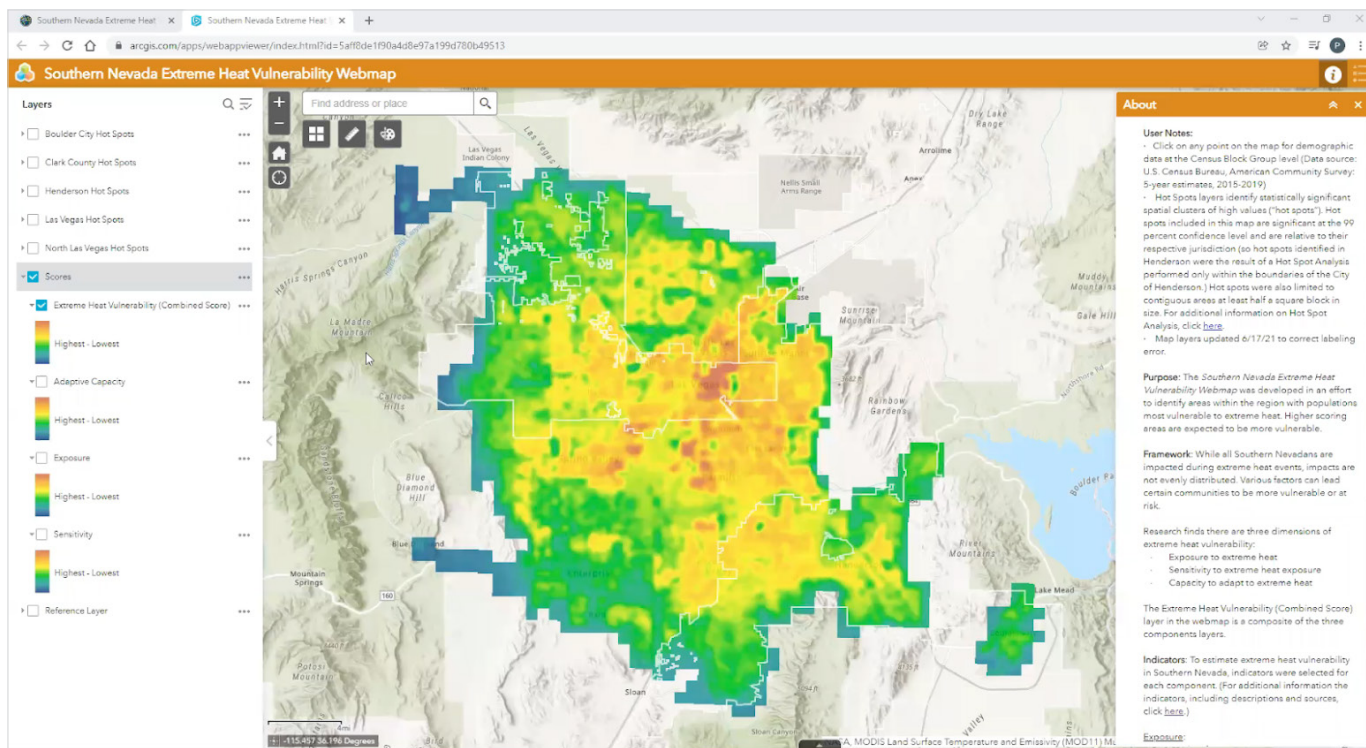 Southern Nevada Extreme Heat
Southern Nevada Extreme Heat
arcgis.com/apps/webappviewer/index.html?id=5aff8de1f90a4d8e97a199d780b49513
P
Southern Nevada Extreme Heat Vulnerability Webmap
Layers
Boulder City Hot Spots
Clark County Hot Spots
Henderson Hot Spots
Las Vegas Hot Spots
North Las Vegas Hot Spots
Scores
Extreme Heat Vulnerability (Combined Score)
Highest - Lowest
Adaptive Capacity
Highest - Lowest
Exposure
Highest - Lowest
Sensitivity
Highest - Lowest
Reference Layer
Find address or place
Las Vegas
Indian Colony
Dry Lake
Range
Arrolime
Apex
Nellis Small
Arms Range
Harris Springs Canyon
La Madre
Mountain
Calico
Hills
Sunrise
Mountain
Muddy
Mountains
Gale Hill
Northshore Rd
Rainbow
Gardens
Las Vegas
Blue
Diamond
Hill
Boulder
River
Mountains
Lake Mead
Mountain
Springs
160
Potosi
Mountain
Sloan
Sloan Canyon
Valley
4mi
-115.457 36.196 Degrees
MODIS Land Surface Temperature and Emissivity (MOD11)
About
User Notes:
- Click on any point on the map for demographic
data at the Census Block Group level (Data source:
U.S. Census Bureau, American Community Survey:
5-year estimates, 2015-2019)
- Hot Spots layers identify statistically significant
spatial clusters of high values ("hot spots"). Hot
spots included in this map are significant at the 99
percent confidence level and are relative to their
respective jurisdiction (so hot spots identified in
Henderson were the result of a Hot Spot Analysis
performed only within the boundaries of the City
of Henderson.) Hot spots were also limited to
contiguous areas at least half a square block in
size. For additional information on Hot Spot
Analysis, click here.
- Map layers updated 6/17/21 to correct labeling
error.
Purpose: The Southern Nevada Extreme Heat
Vulnerability Webmap was developed in an effort
to identify areas within the region with populations
most vulnerable to extreme heat. Higher scoring
areas are expected to be more vulnerable.
Framework: While all Southern Nevadans are
impacted during extreme heat events, impacts are
not evenly distributed. Various factors can lead
certain communities to be more vulnerable or at
risk.
Research finds there are three dimensions of
extreme heat vulnerability:
· Exposure to extreme heat
· Sensitivity to extreme heat exposure
· Capacity to adapt to extreme heat
The Extreme Heat Vulnerability (Combined Score)
layer in the webmap is a composite of the three
components layers.
Indicators: To estimate extreme heat vulnerability
in Southern Nevada, indicators were selected for
each component. (For additional information the
indicators, including descriptions and sources,
click here.)
Exposure: